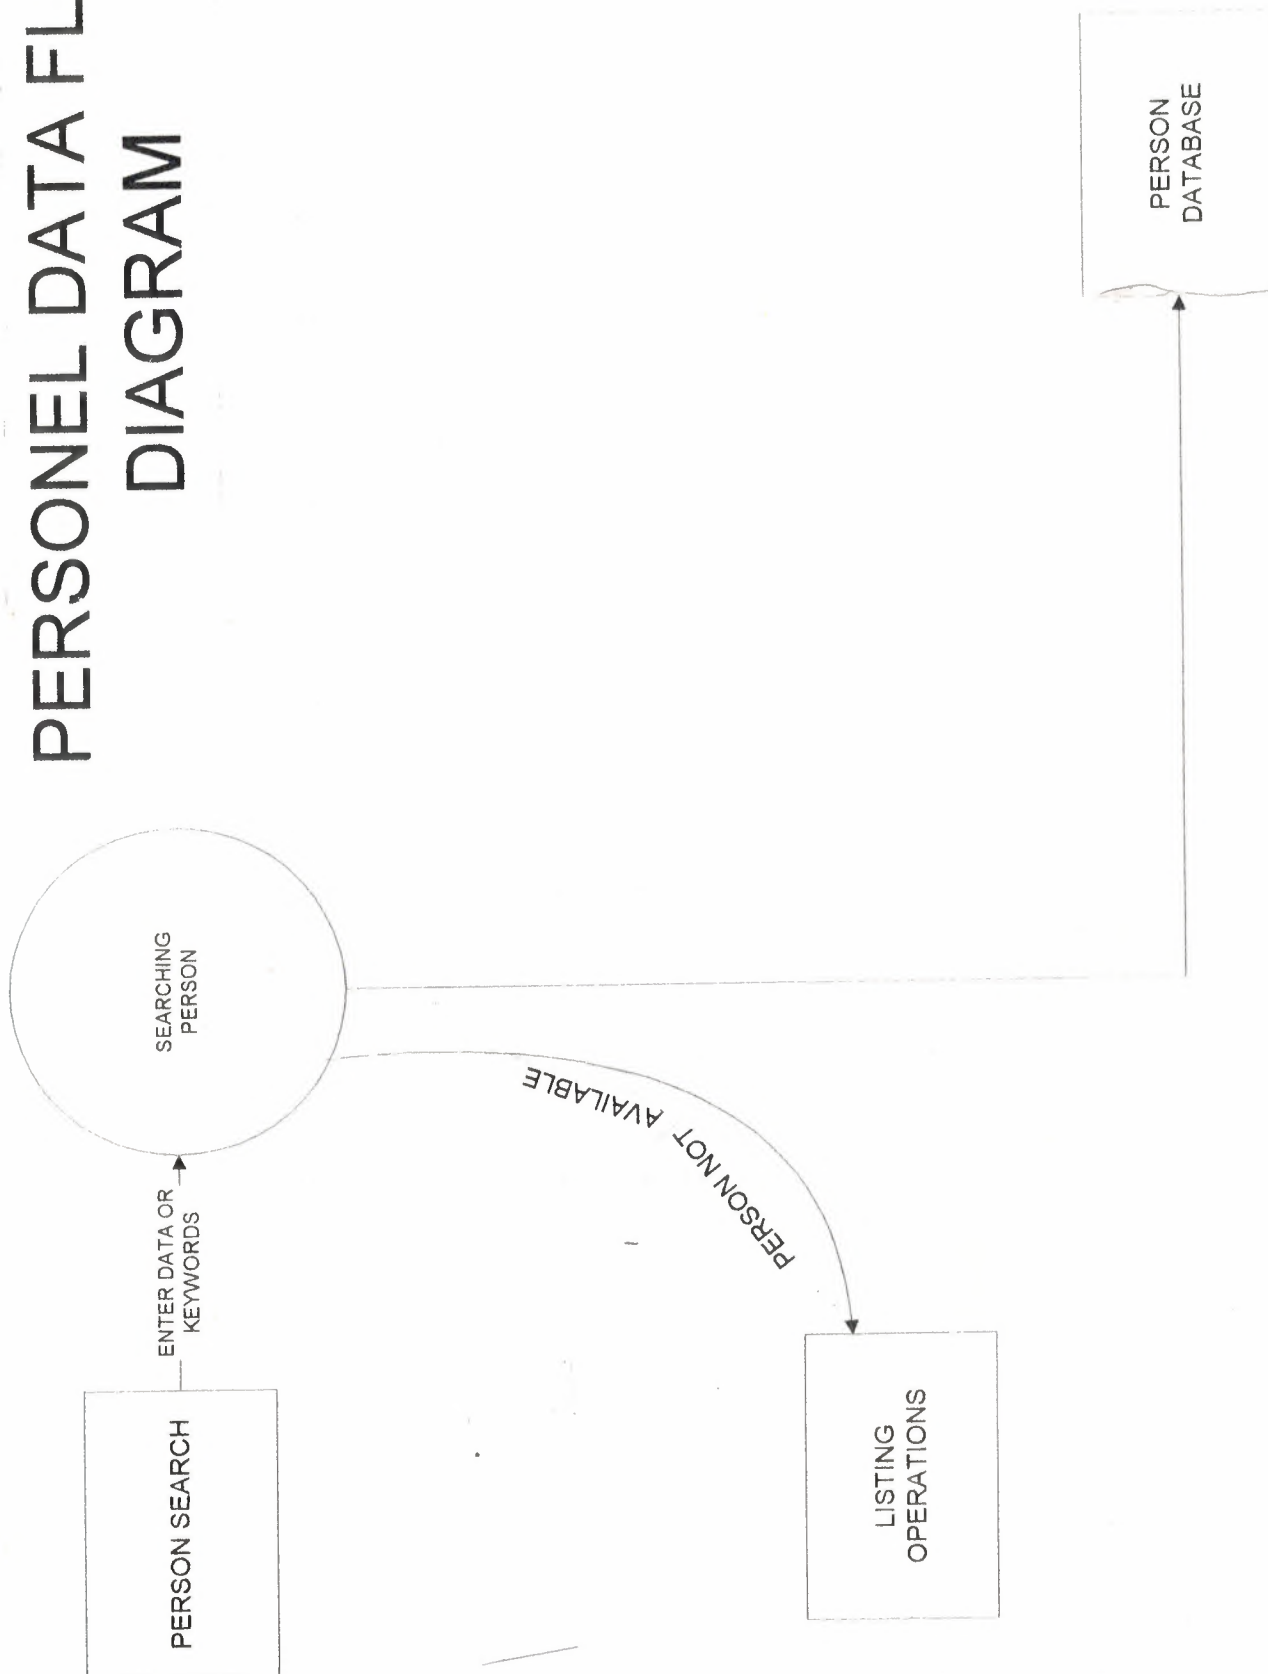 PERSONEL DATA FL
DIAGRAM
PERSON SEARCH
ENTER DATA OR
KEYWORDS
SEARCHING
PERSON
PERSON NOT AVAILABLE
LISTING
OPERATIONS
PERSON
DATABASE